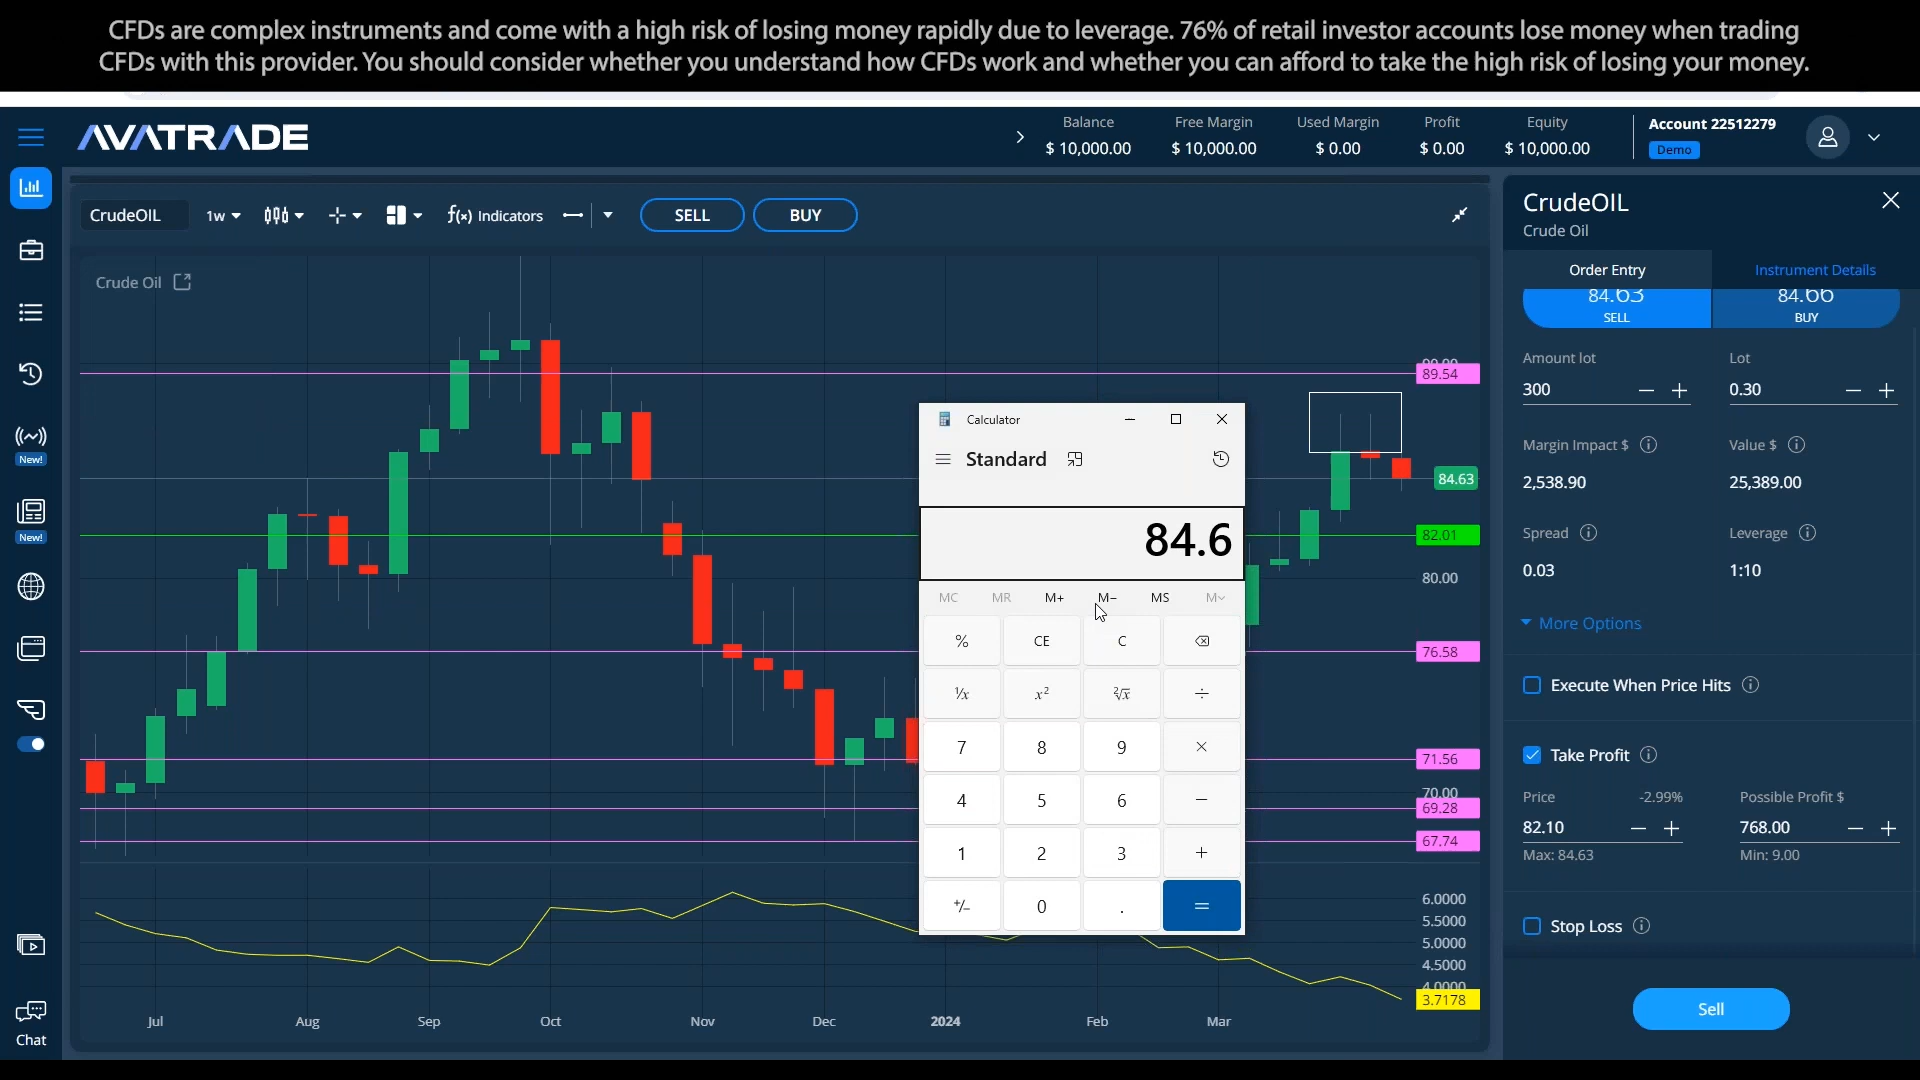 CFDs are complex instruments and come with a high risk of losing money rapidly due to leverage. 76% of retail investor accounts lose money when trading
CFDs with this provider. You should consider whether you understand how CFDs work and whether you can afford to take the high risk of losing your money.
AVATRADE
Balance
$ 10,000.00
Free Margin
$ 10,000.00
Used Margin
$ 0.00
Profit
$ 0.00
Equity
$ 10,000.00
Account 22512279
Demo
CrudeOIL
1w
f(x) Indicators
SELL
BUY
Crude Oil
New!
New!
Chat
90.00
89.54
84.63
82.01
80.00
76.58
71.56
70.00
69.28
67.74
6.0000
5.5000
5.0000
4.5000
4.0000
3.7178
Jul
Aug
Sep
Oct
Nov
Dec
2024
Feb
Mar
Calculator
Standard
84.6
MC
MR
M+
M−
MS
M
%
CE
C
¹/x
x²
²√x
÷
7
8
9
×
4
5
6
−
1
2
3
+
+/−
0
.
=
CrudeOIL
Crude Oil
Order Entry
Instrument Details
84.63
SELL
84.66
BUY
Amount lot
300
Lot
0.30
Margin Impact $
2,538.90
Value $
25,389.00
Spread
0.03
Leverage
1:10
More Options
Execute When Price Hits
Take Profit
Price
-2.99%
82.10
Max: 84.63
Possible Profit $
768.00
Min: 9.00
Stop Loss
Sell